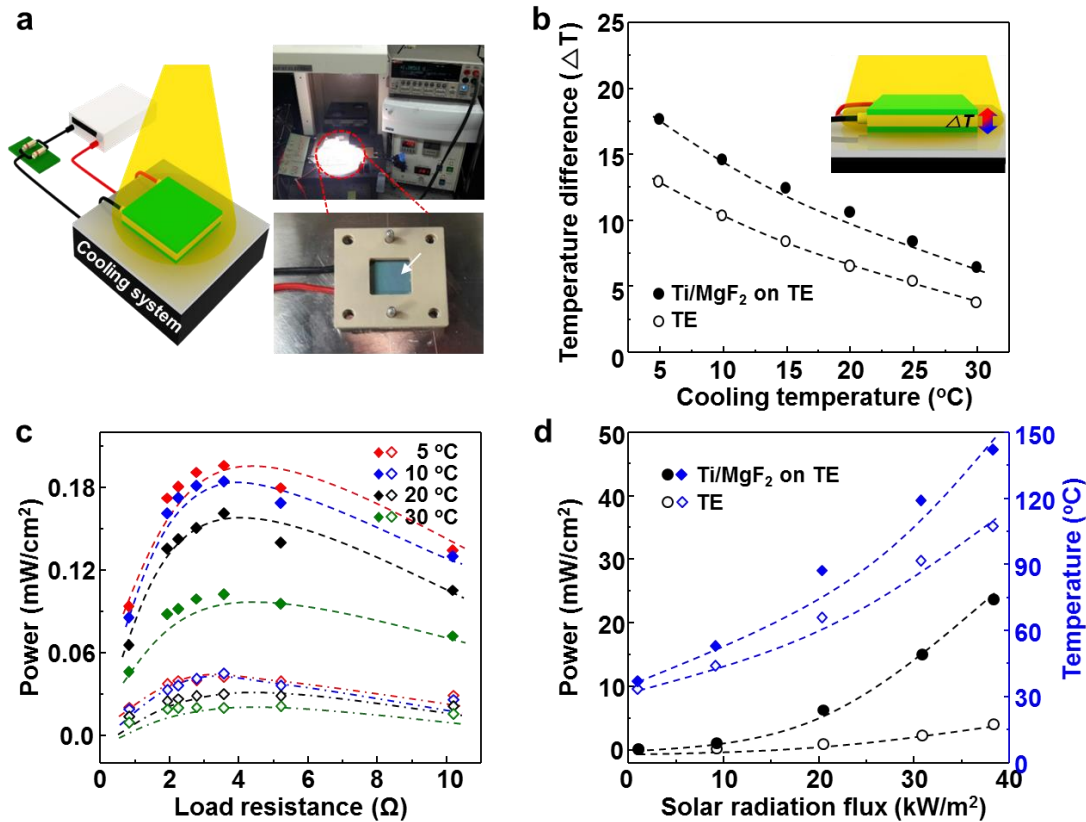 a
Cooling system
b
Temperature difference (△T)
25
20
15
10
5
0
△T
Ti/MgF₂ on TE
TE
5 10 15 20 25 30
Cooling temperature (ºC)
c
Power (mW/cm²)
0.18
0.12
0.06
0.0
5 ºC
10 ºC
20 ºC
30 ºC
0 2 4 6 8 10
Load resistance (Ω)
d
Power (mW/cm²)
50
40
30
20
10
0
Ti/MgF₂ on TE
TE
150
120
90
60
30
0
Temperature (ºC)
0 10 20 30 40
Solar radiation flux (kW/m²)